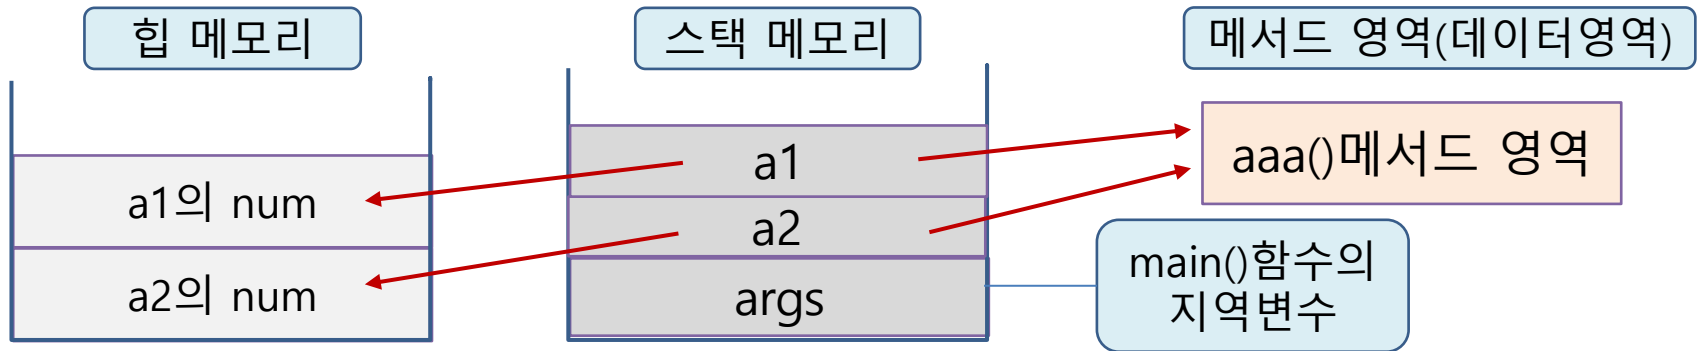 힙 메모리
스택 메모리
메서드 영역(데이터영역)
a1의 num
a2의 num
a1
a2
args
aaa()메서드 영역
main()함수의
지역변수